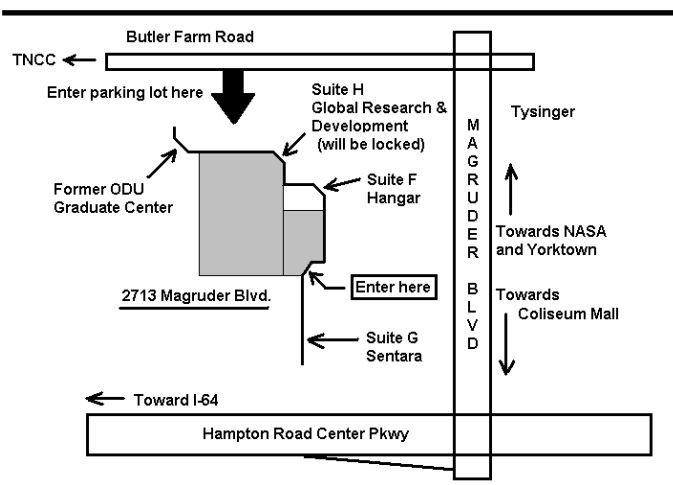 Butler Farm Road
TNCC
Enter parking lot here
Suite H
Global Research &
Development
(will be locked)
Tysinger
Former ODU
Graduate Center
Suite F
Hangar
MAGRUDER BLVD
Towards NASA
and Yorktown
Enter here
2713 Magruder Blvd.
Towards
Coliseum Mall
Suite G
Sentara
Toward I-64
Hampton Road Center Pkwy